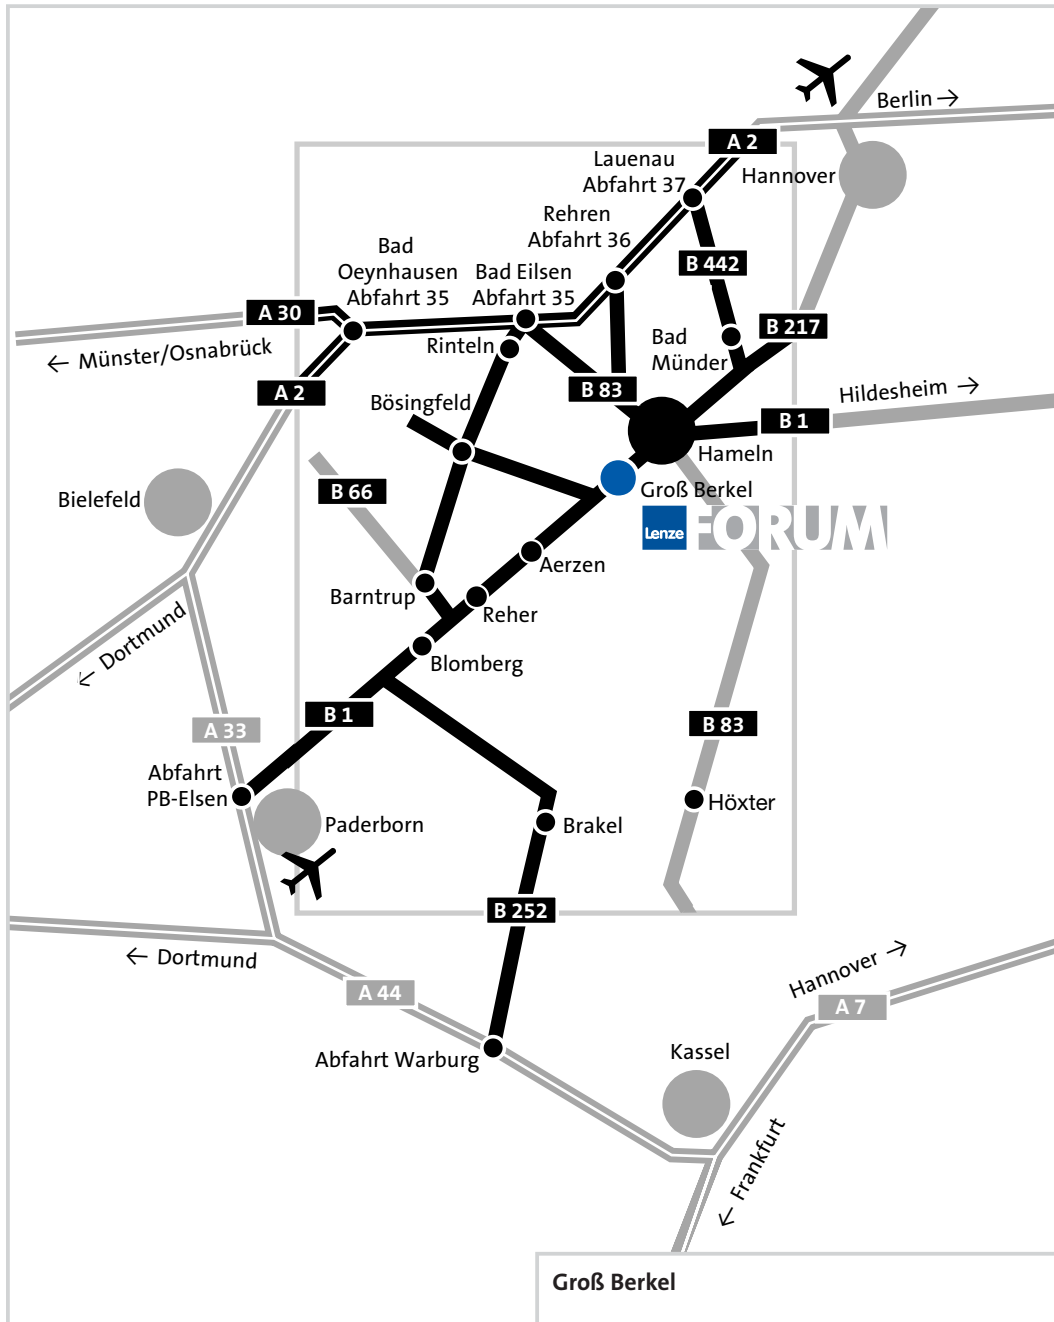 Berlin →
A 2
Lauenau
Abfahrt 37
Hannover
Rehren
Abfahrt 36
Bad
Oeynhausen
Abfahrt 35
Bad Eilsen
Abfahrt 35
B 442
A 30
B 217
← Münster/Osnabrück
Rinteln
Bad
Münder
A 2
B 83
Hildesheim →
Bösingfeld
B 1
Hameln
Bielefeld
B 66
Groß Berkel
Lenze FORUM
Aerzen
Barntrup
Reher
← Dortmund
Blomberg
B 1
A 33
B 83
Abfahrt
PB-Elsen
Höxter
Paderborn
Brakel
B 252
← Dortmund
Hannover →
A 44
A 7
Abfahrt Warburg
Kassel
← Frankfurt
Groß Berkel